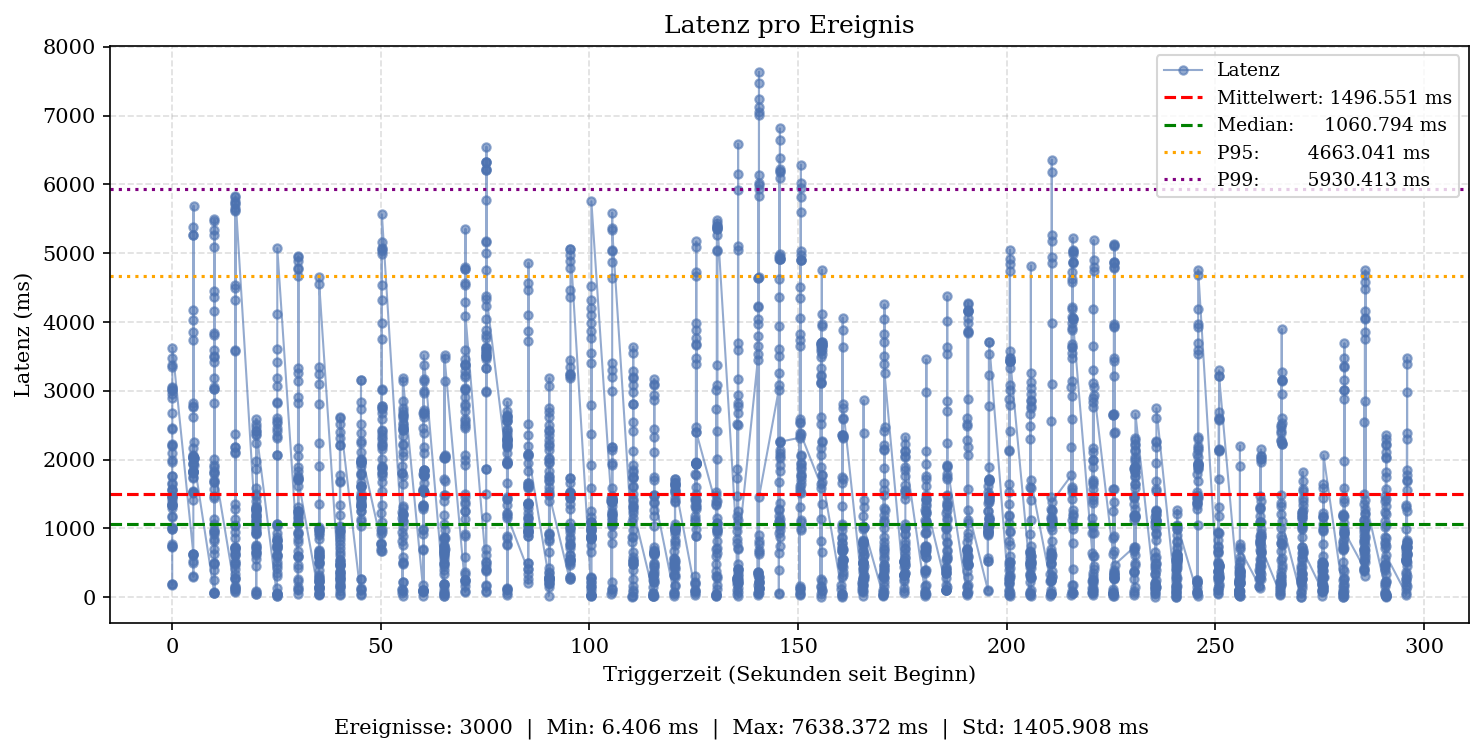 Latenz pro Ereignis
8000
7000
6000
5000
4000
3000
2000
1000
0
Latenz (ms)
Latenz
Mittelwert: 1496.551 ms
Median: 1060.794 ms
P95: 4663.041 ms
P99: 5930.413 ms
0 50 100 150 200 250 300
Triggerzeit (Sekunden seit Beginn)
Ereignisse: 3000 | Min: 6.406 ms | Max: 7638.372 ms | Std: 1405.908 ms